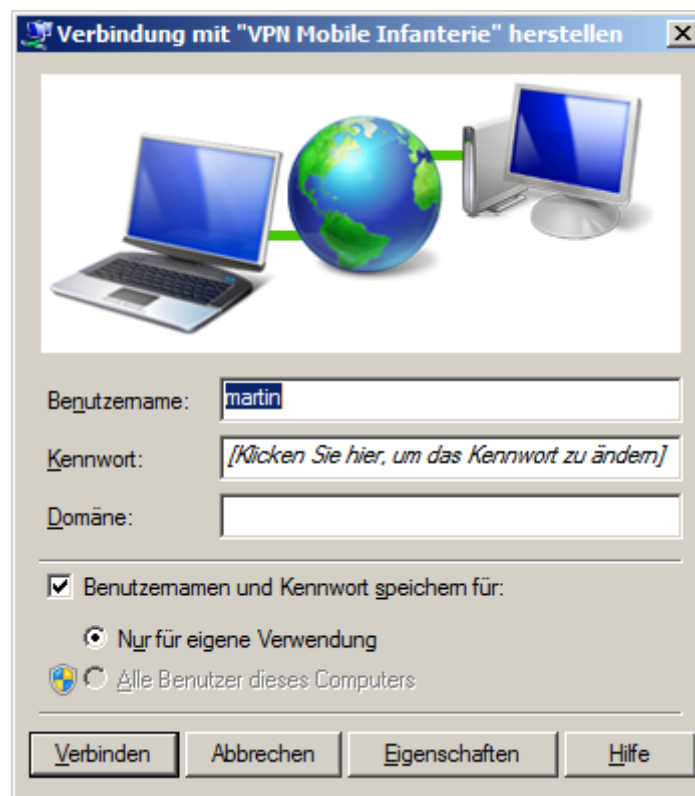 Verbindung mit "VPN Mobile Infanterie" herstellen
Benutzername:
martin
Kennwort:
[Klicken Sie hier, um das Kennwort zu ändern]
Domäne:
Benutzernamen und Kennwort speichern für:
Nur für eigene Verwendung
Alle Benutzer dieses Computers
Verbinden
Abbrechen
Eigenschaften
Hilfe